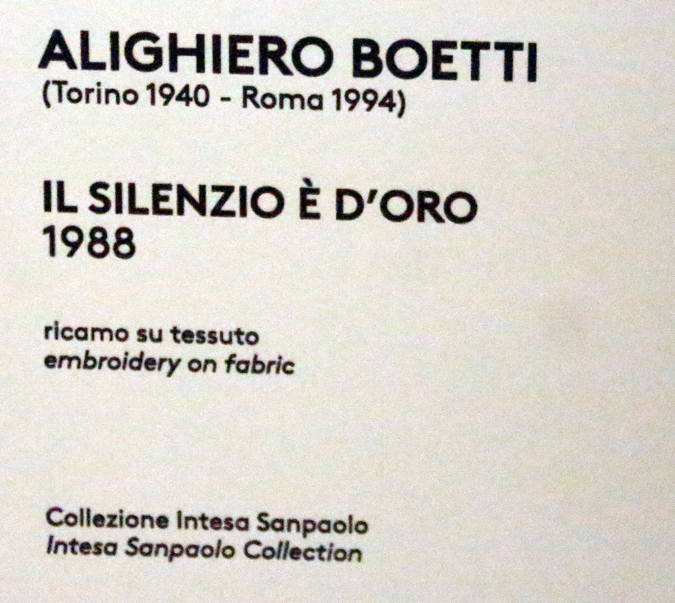 ALIGHIERO BOETTI
(Torino 1940 - Roma 1994)
IL SILENZIO È D'ORO
1988
ricamo su tessuto
embroidery on fabric
Collezione Intesa Sanpaolo
Intesa Sanpaolo Collection